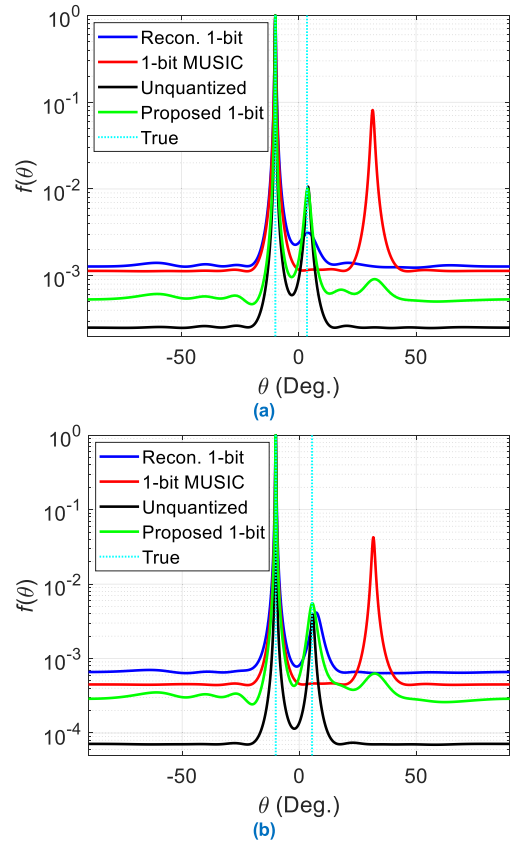 10^0
10^-1
10^-2
10^-3
f(θ)
Recon. 1-bit
1-bit MUSIC
Unquantized
Proposed 1-bit
True
-50 0 50
θ (Deg.)
(a)
10^0
10^-1
10^-2
10^-3
10^-4
f(θ)
Recon. 1-bit
1-bit MUSIC
Unquantized
Proposed 1-bit
True
-50 0 50
θ (Deg.)
(b)